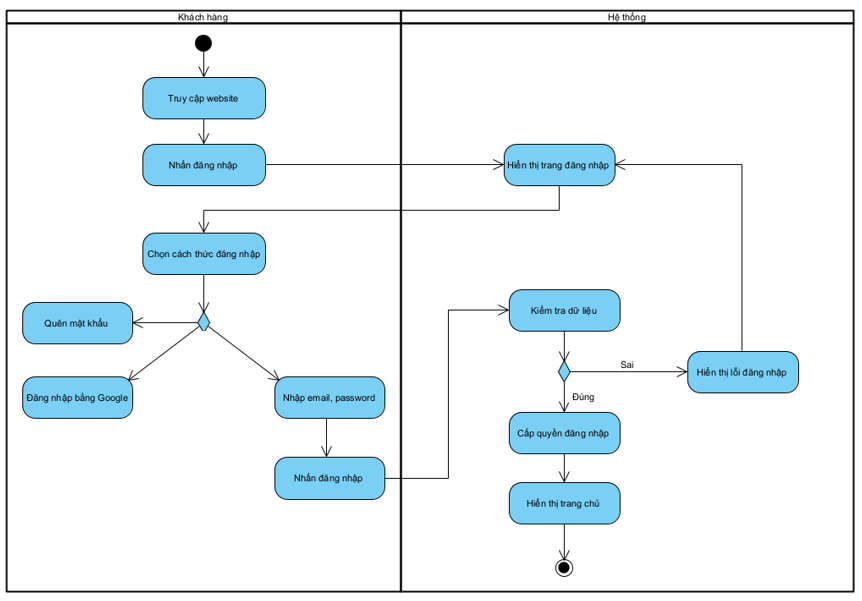 Khách hàng
Hệ thống
Truy cập website
Nhấn đăng nhập
Hiển thị trang đăng nhập
Chọn cách thức đăng nhập
Quên mật khẩu
Kiểm tra dữ liệu
Sai
Hiển thị lỗi đăng nhập
Đăng nhập bằng Google
Nhập email, password
Đúng
Cấp quyền đăng nhập
Nhấn đăng nhập
Hiển thị trang chủ